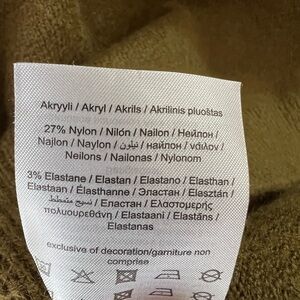 Akryyli / Akryl / Akrils / Akrilinis pluoštas
27% Nylon / Nilón / Nailon / Нейлон /
Najlon / Naylon / نايلون / найлон / νάιλον /
Neilons / Nailonas / Nylonom
3% Elastane / Elastan / Elastano / Elasthan /
Elastaan / Élasthanne / Эластан / Elasztán /
نسيج متمطط / Еластан / Ελαστομερής
πολυουρεθάνη / Elastaani / Elastāns /
Elastanas
exclusive of decoration/garniture non
comprise